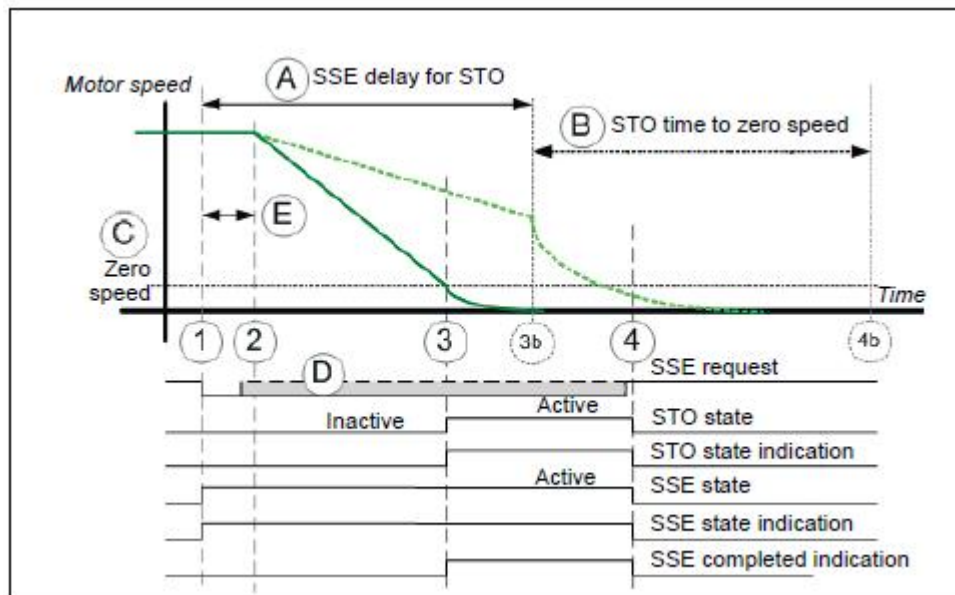 A SSE delay for STO
Motor speed
B STO time to zero speed
E
C
Zero
speed
Time
1 2 3 3b 4 4b
D
SSE request
Active
Inactive
STO state
STO state indication
Active
SSE state
SSE state indication
SSE completed indication